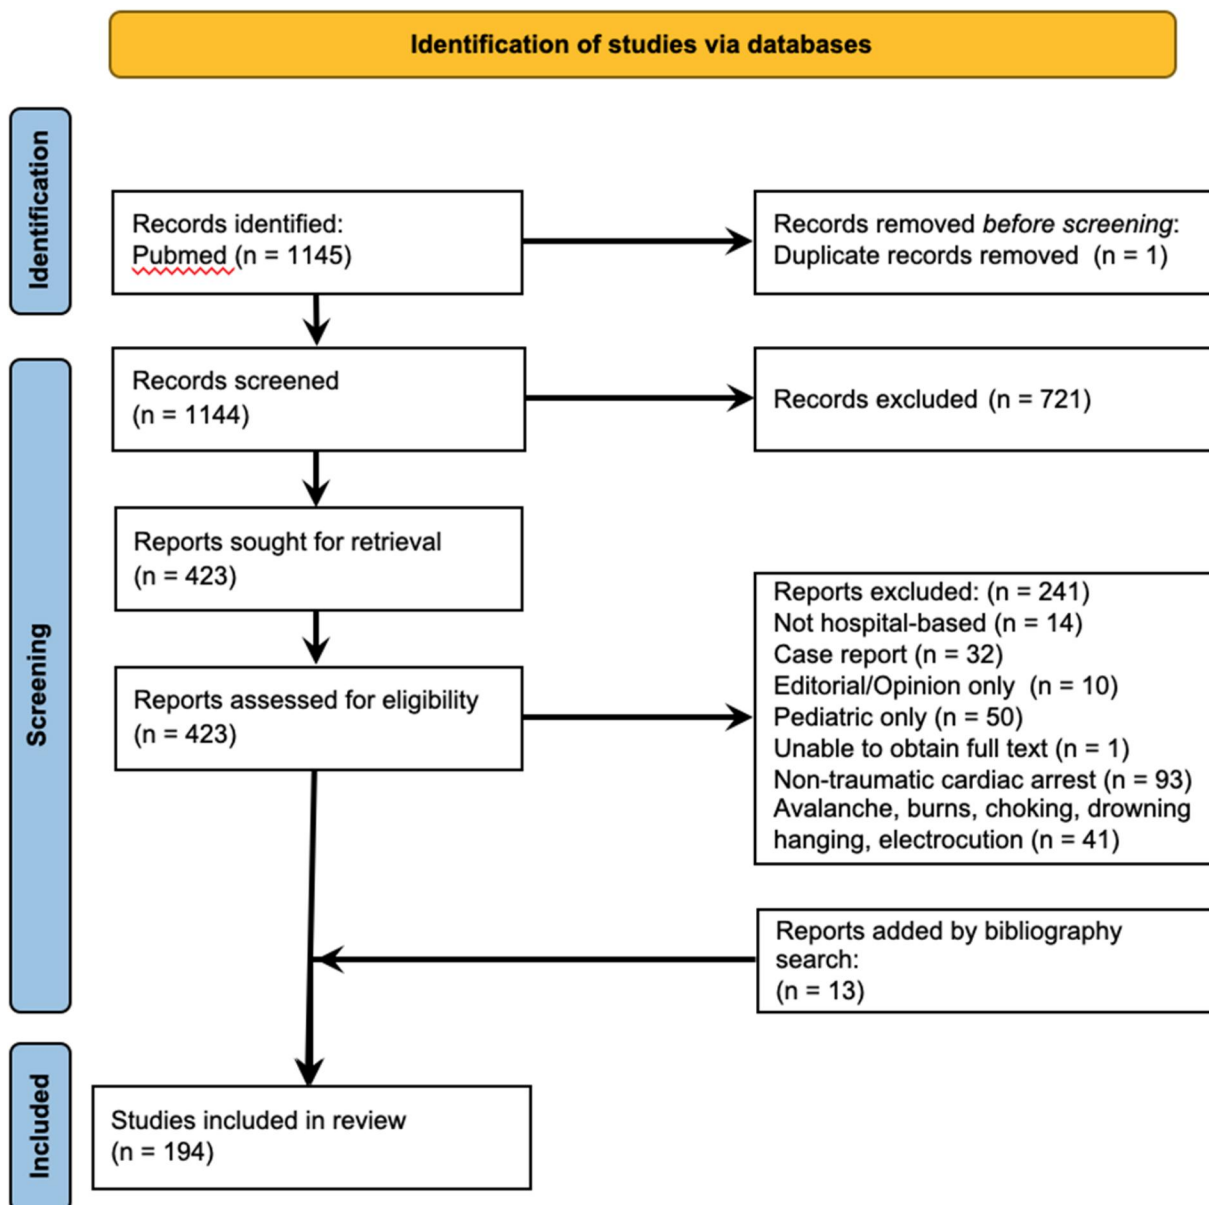 Identification of studies via databases
Identification
Records identified:
Pubmed (n = 1145)
Records removed before screening:
Duplicate records removed (n = 1)
Screening
Records screened
(n = 1144)
Records excluded (n = 721)
Reports sought for retrieval
(n = 423)
Reports assessed for eligibility
(n = 423)
Reports excluded: (n = 241)
Not hospital-based (n = 14)
Case report (n = 32)
Editorial/Opinion only (n = 10)
Pediatric only (n = 50)
Unable to obtain full text (n = 1)
Non-traumatic cardiac arrest (n = 93)
Avalanche, burns, choking, drowning
hanging, electrocution (n = 41)
Reports added by bibliography
search:
(n = 13)
Included
Studies included in review
(n = 194)